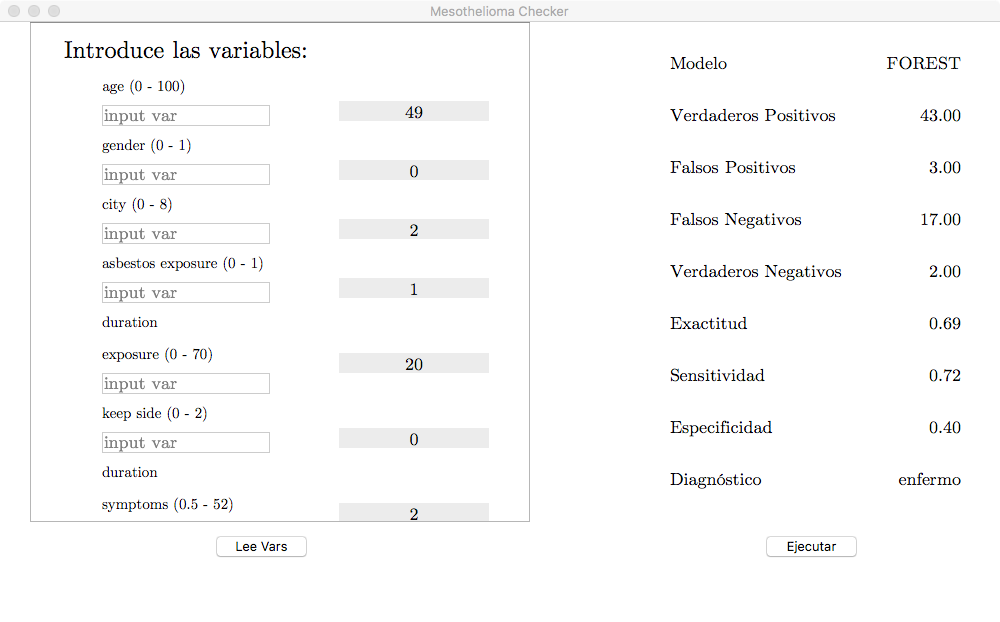 Mesothelioma Checker
Introduce las variables:
age (0 - 100)
input var
49
gender (0 - 1)
input var
0
city (0 - 8)
input var
2
asbestos exposure (0 - 1)
input var
1
duration
exposure (0 - 70)
input var
20
keep side (0 - 2)
input var
0
duration
symptoms (0.5 - 52)
2
Lee Vars
Modelo FOREST
Verdaderos Positivos 43.00
Falsos Positivos 3.00
Falsos Negativos 17.00
Verdaderos Negativos 2.00
Exactitud 0.69
Sensitividad 0.72
Especificidad 0.40
Diagnóstico enfermo
Ejecutar